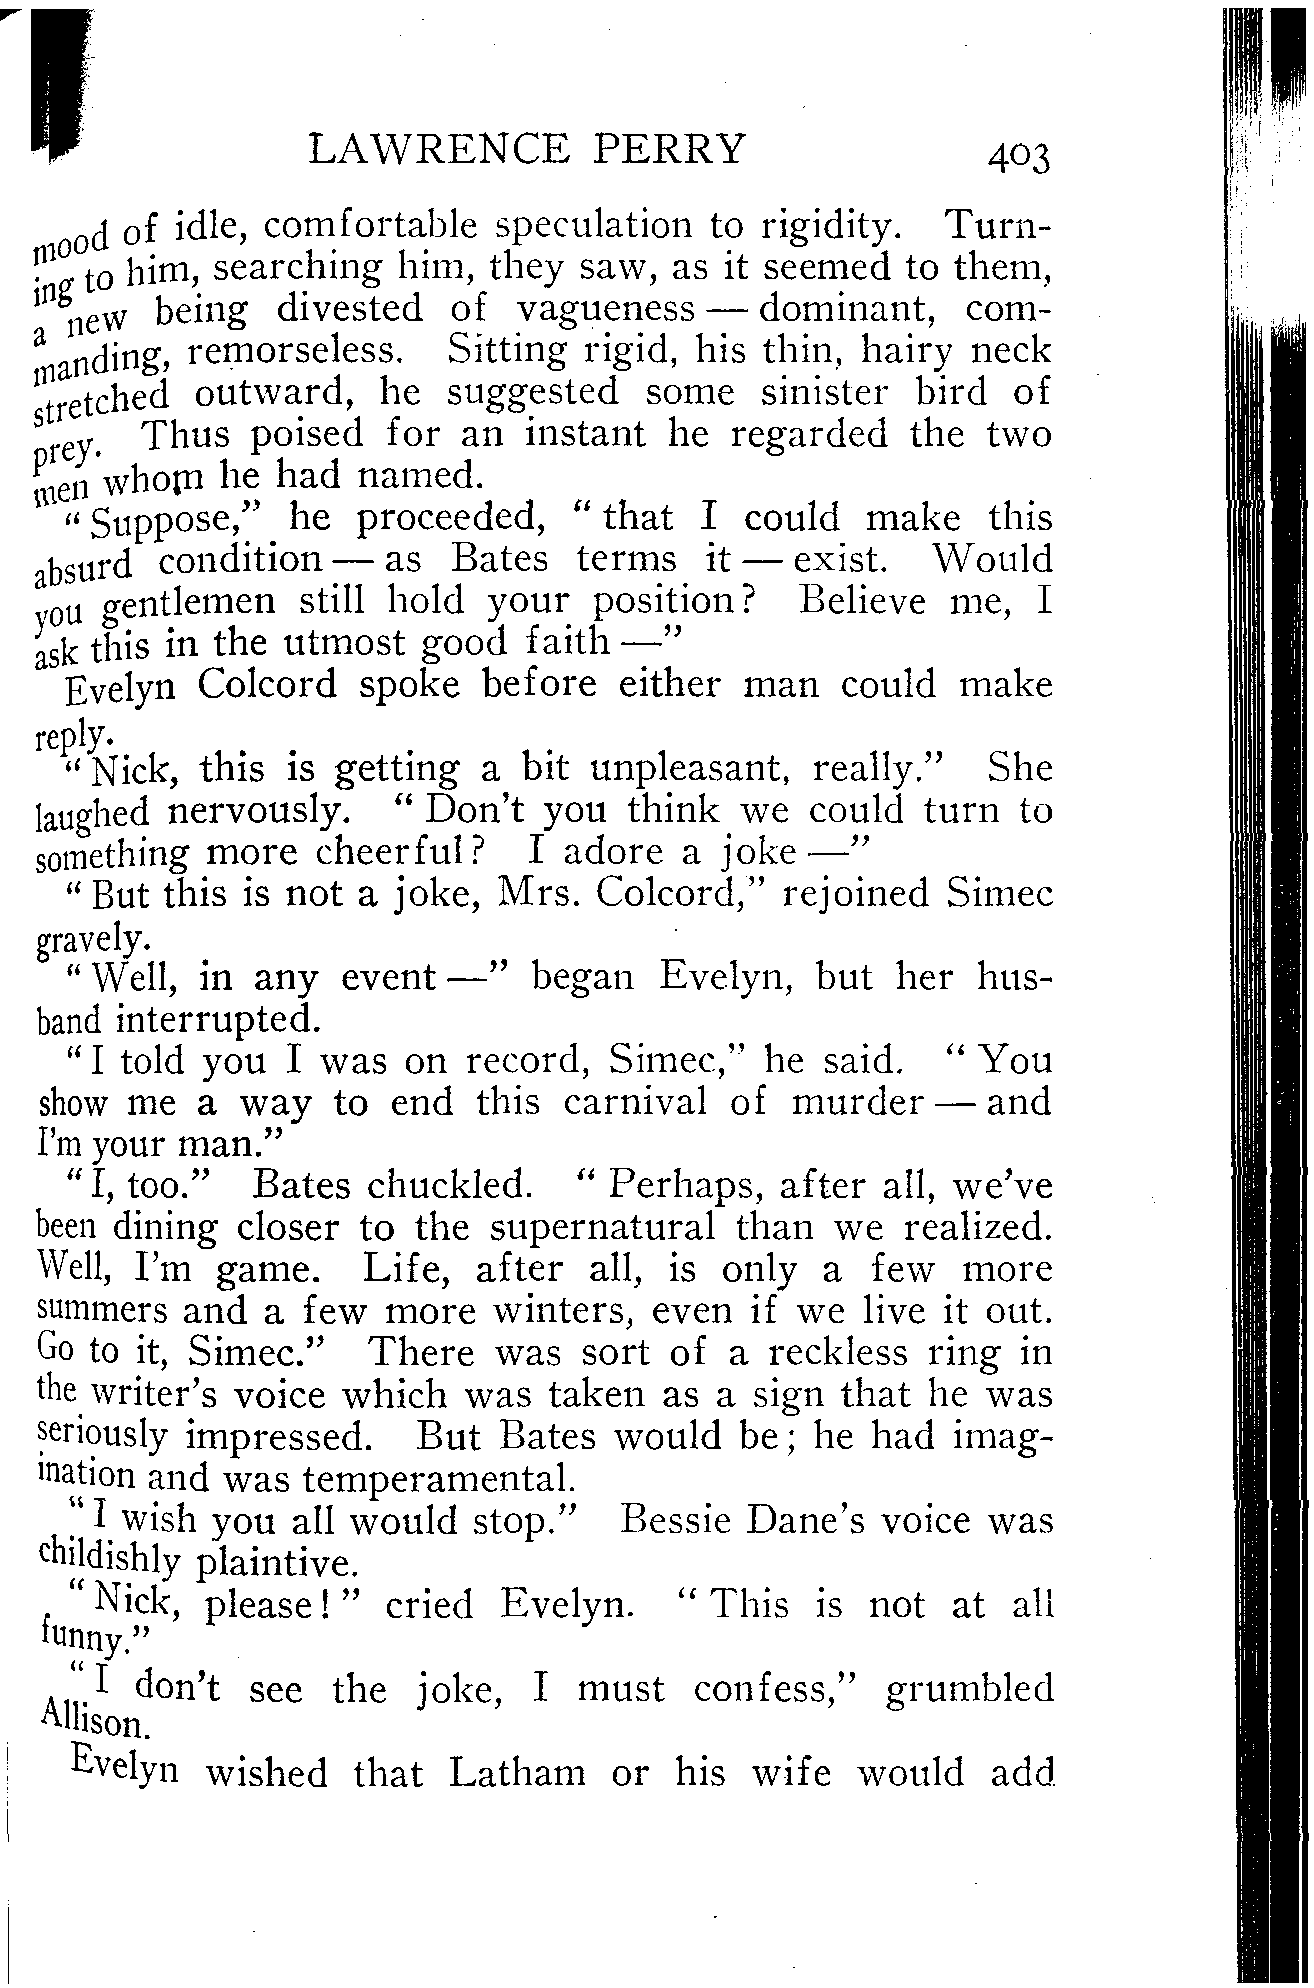 LAWRENCE PERRY 403
mood of idle, comfortable speculation to rigidity. Turn-
ing to him, searching him, they saw, as it seemed to them,
a new being divested of vagueness — dominant, com-
manding, remorseless. Sitting rigid, his thin, hairy neck
stretched outward, he suggested some sinister bird of
prey. Thus poised for an instant he regarded the two
men whom he had named.
“Suppose,” he proceeded, “that I could make this
absurd condition — as Bates terms it — exist. Would
you gentlemen still hold your position? Believe me, I
ask this in the utmost good faith —”
Evelyn Colcord spoke before either man could make
reply.
“Nick, this is getting a bit unpleasant, really.” She
laughed nervously. “Don’t you think we could turn to
something more cheerful? I adore a joke —”
“But this is not a joke, Mrs. Colcord,” rejoined Simec
gravely.
“Well, in any event —” began Evelyn, but her hus-
band interrupted.
“I told you I was on record, Simec,” he said. “You
show me a way to end this carnival of murder — and
I’m your man.”
“I, too.” Bates chuckled. “Perhaps, after all, we’ve
been dining closer to the supernatural than we realized.
Well, I’m game. Life, after all, is only a few more
summers and a few more winters, even if we live it out.
Go to it, Simec.” There was sort of a reckless ring in
the writer’s voice which was taken as a sign that he was
seriously impressed. But Bates would be; he had imag-
ination and was temperamental.
“I wish you all would stop.” Bessie Dane’s voice was
childishly plaintive.
“Nick, please!” cried Evelyn. “This is not at all
funny.”
“I don’t see the joke, I must confess,” grumbled
Allison.
Evelyn wished that Latham or his wife would add